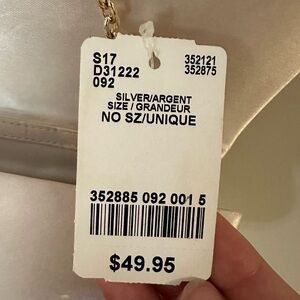 S17 352121
D31222 352875
092
SILVER/ARGENT
SIZE / GRANDEUR
NO SZ/UNIQUE
352885 092 001 5
$49.95